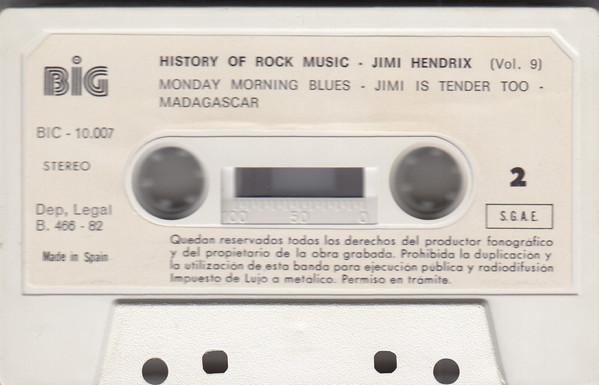 BIG
HISTORY OF ROCK MUSIC - JIMI HENDRIX (Vol. 9)
MONDAY MORNING BLUES - JIMI IS TENDER TOO -
MADAGASCAR
BIC - 10.007
STEREO
2
100 50 0
Dep, Legal
B. 466 - 82
S.G.A.E.
Made in Spain
Quedan reservados todos los derechos del productor fonográfico
y del propietario de la obra grabada. Prohibida la duplicación y
la utilización de esta banda para ejecución pública y radiodifusión
Impuesto de Lujo a metálico. Permiso en trámite.